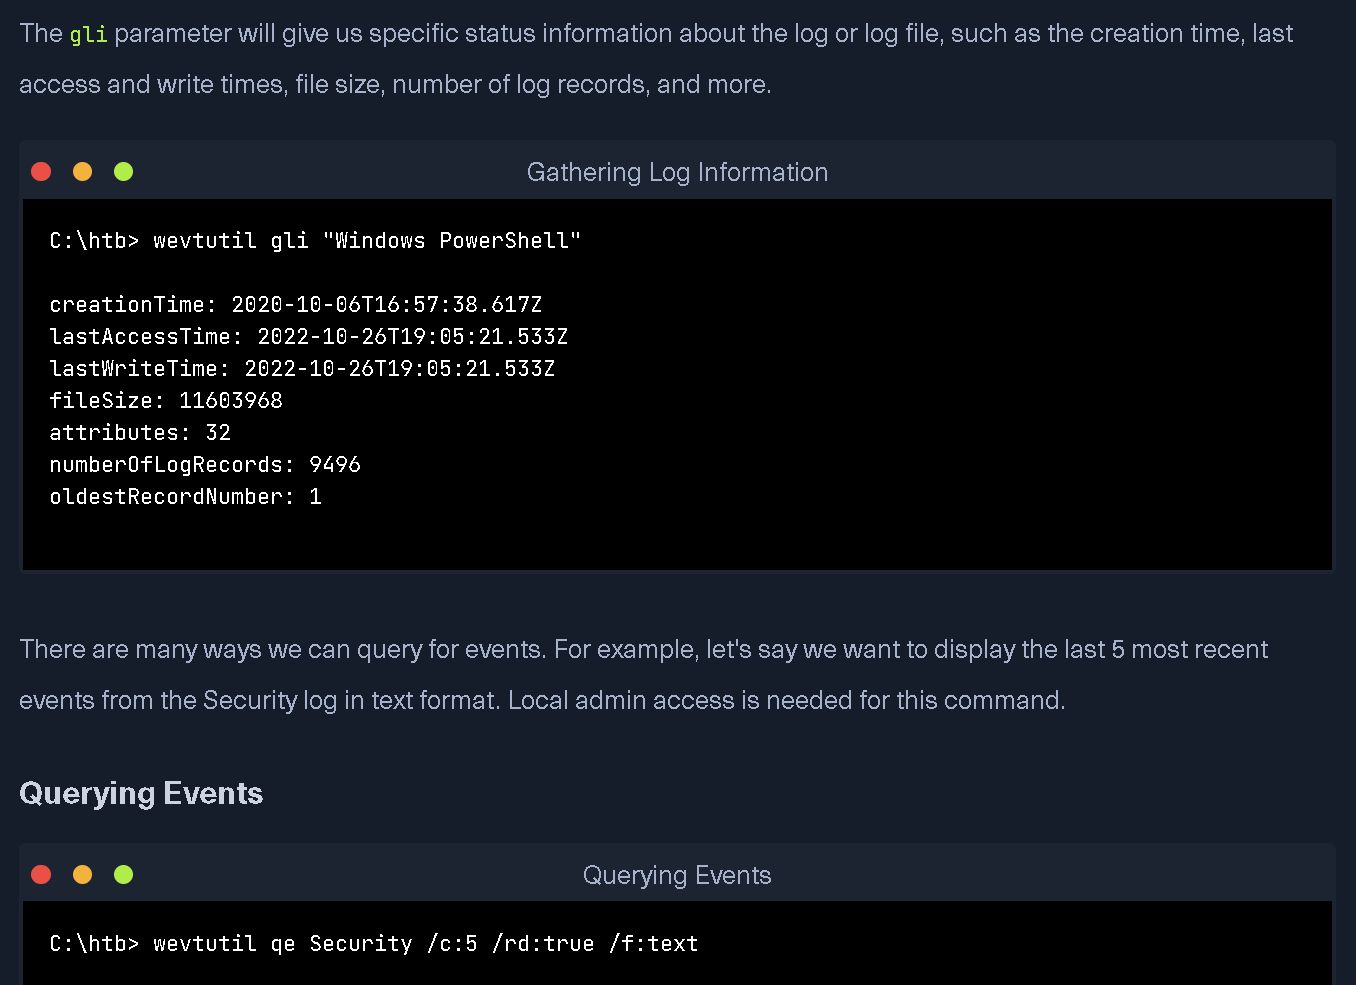 The gli parameter will give us specific status information about the log or log file, such as the creation time, last
access and write times, file size, number of log records, and more.
Gathering Log Information
C:\htb> wevtutil gli "Windows PowerShell"
creationTime: 2020-10-06T16:57:38.617Z
lastAccessTime: 2022-10-26T19:05:21.533Z
lastWriteTime: 2022-10-26T19:05:21.533Z
fileSize: 11603968
attributes: 32
numberOfLogRecords: 9496
oldestRecordNumber: 1
There are many ways we can query for events. For example, let's say we want to display the last 5 most recent
events from the Security log in text format. Local admin access is needed for this command.
Querying Events
Querying Events
C:\htb> wevtutil qe Security /c:5 /rd:true /f:text